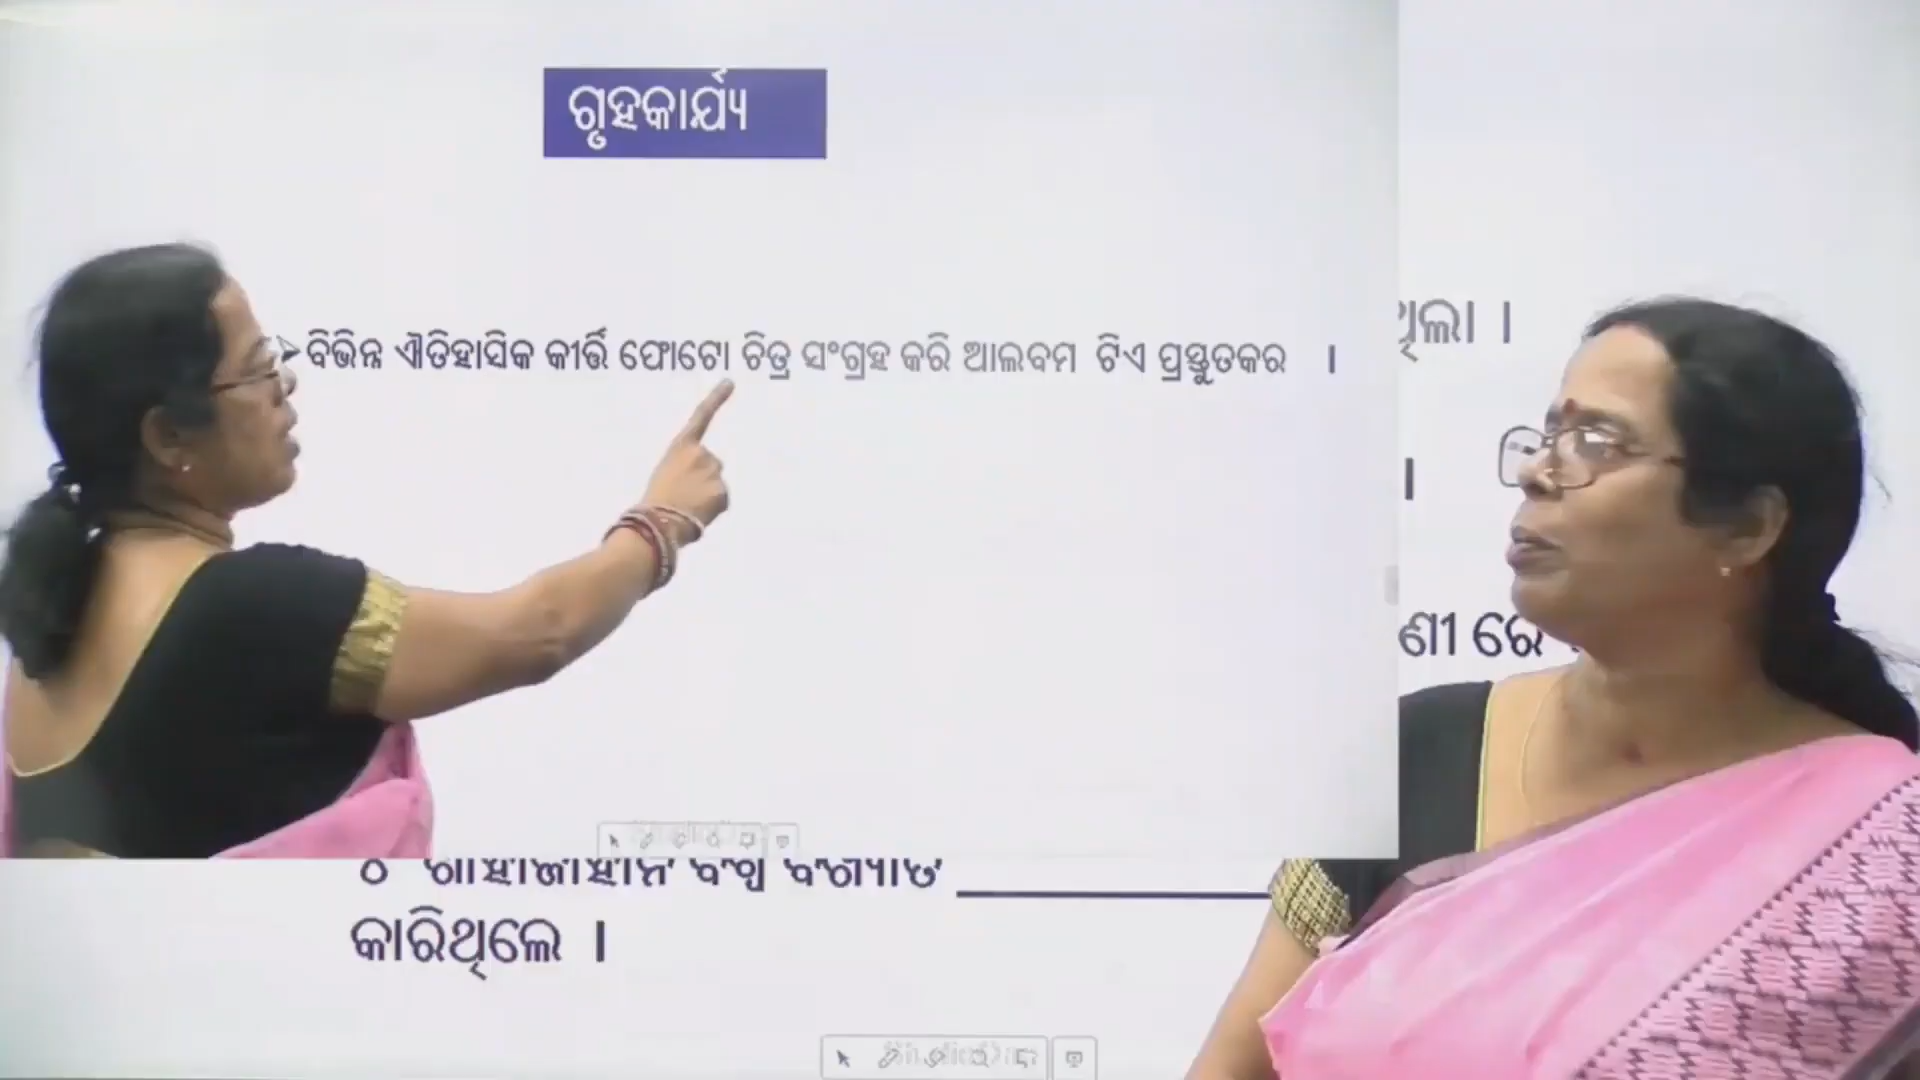 ଗୃହକାର୍ଯ୍ୟ
ବିଭିନ୍ନ ଐତିହାସିକ କୀର୍ତ୍ତି ଫୋଟୋ ଚିତ୍ର ସଂଗ୍ରହ କରି ଆଲବମ ଟିଏ ପ୍ରସ୍ତୁତକର ।
ଥିଲା ।
।
ଣୀ ରେ
କାରିଥିଲେ ।